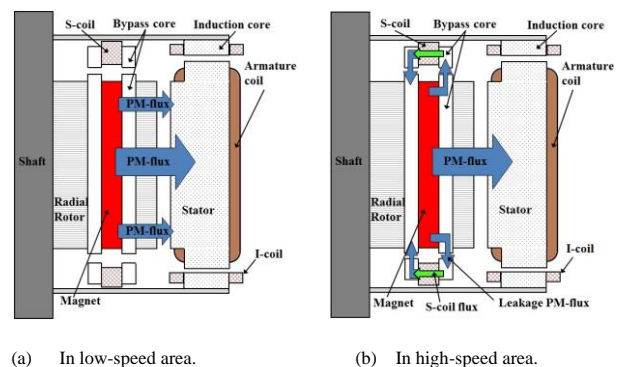 S-coil
Bypass core
Induction core
Armature
coil
PM-flux
PM-flux
PM-flux
Shaft
Radial
Rotor
Stator
I-coil
Magnet
S-coil
Bypass core
Induction core
Armature
coil
PM-flux
Shaft
Radial
Rotor
Stator
I-coil
Magnet
S-coil
flux
Leakage PM-flux
(a) In low-speed area.
(b) In high-speed area.